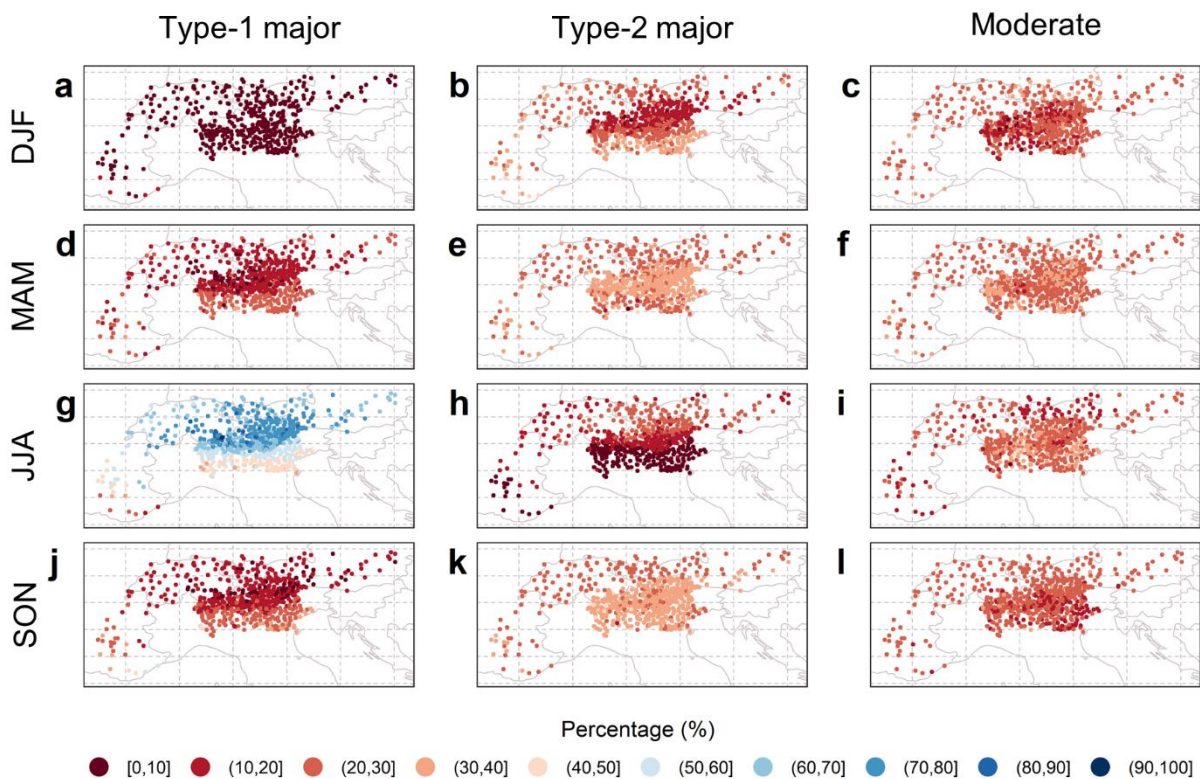 Type-1 major Type-2 major Moderate
DJF a b c
MAM d e f
JJA g h i
SON j k l
Percentage (%)
[0,10] (10,20] (20,30] (30,40] (40,50] (50,60] (60,70] (70,80] (80,90] (90,100]